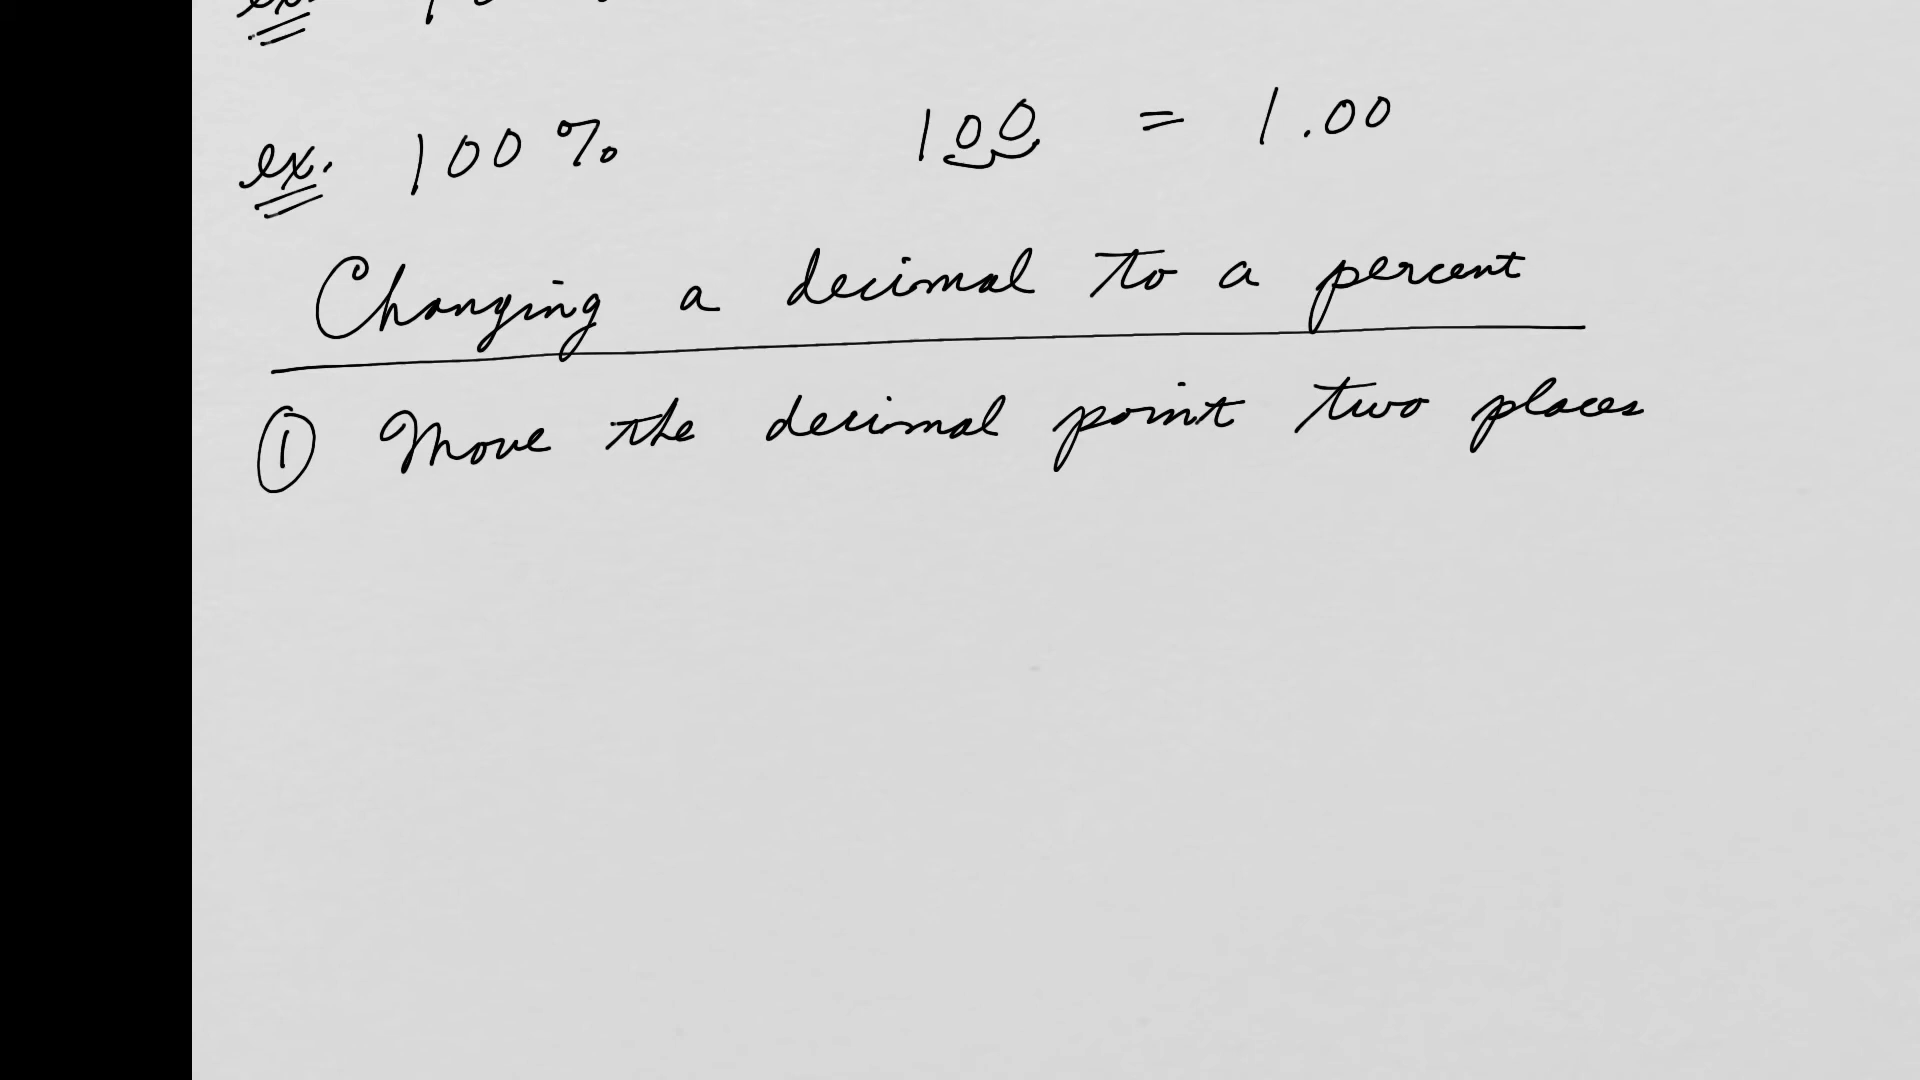 ex. 100% 100 = 1.00
Changing a decimal to a percent
① Move the decimal point two places